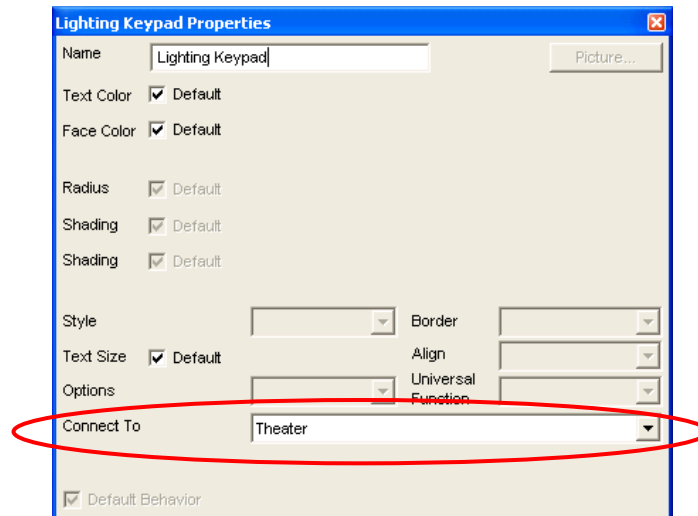 Lighting Keypad Properties
Name Lighting Keypad Picture...
Text Color Default
Face Color Default
Radius Default
Shading Default
Shading Default
Style Border
Text Size Default Align
Options Universal Function
Connect To Theater
Default Behavior